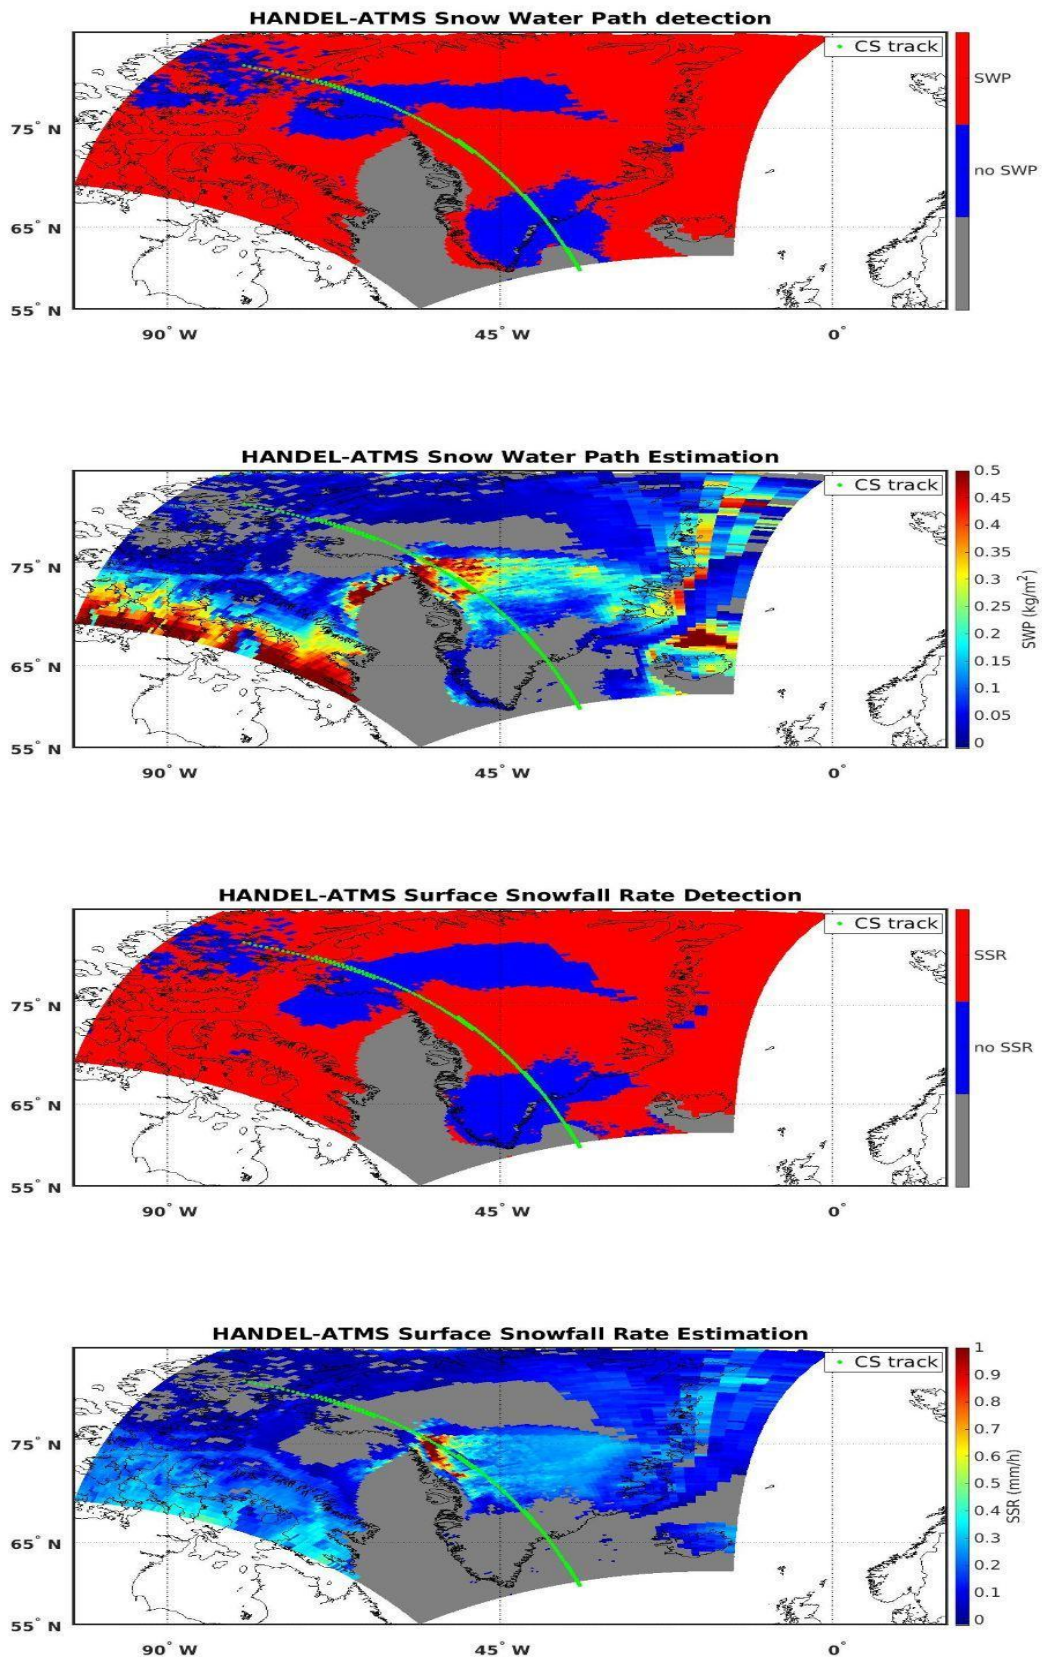 HANDEL-ATMS Snow Water Path detection
CS track
SWP
no SWP
75° N
65° N
55° N
90° W
45° W
0°
HANDEL-ATMS Snow Water Path Estimation
CS track
0.5
0.45
0.4
0.35
0.3
0.25
0.2
0.15
0.1
0.05
0
SWP (kg/m²)
75° N
65° N
55° N
90° W
45° W
0°
HANDEL-ATMS Surface Snowfall Rate Detection
CS track
SSR
no SSR
75° N
65° N
55° N
90° W
45° W
0°
HANDEL-ATMS Surface Snowfall Rate Estimation
CS track
1
0.9
0.8
0.7
0.6
0.5
0.4
0.3
0.2
0.1
0
SSR (mm/h)
75° N
65° N
55° N
90° W
45° W
0°